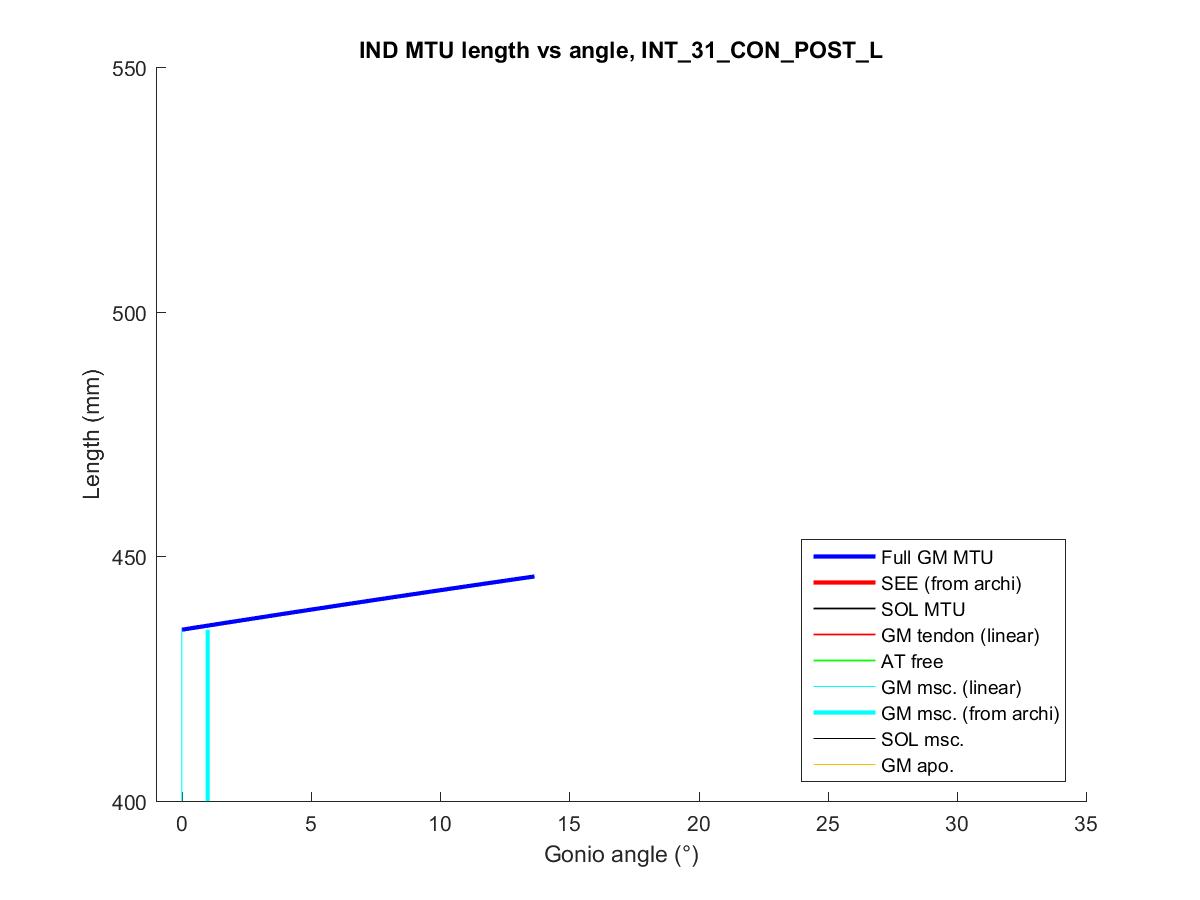 IND MTU length vs angle, INT_31_CON_POST_L
550
500
450
400
Length (mm)
0 5 10 15 20 25 30 35
Gonio angle (°)
Full GM MTU
SEE (from archi)
SOL MTU
GM tendon (linear)
AT free
GM msc. (linear)
GM msc. (from archi)
SOL msc.
GM apo.